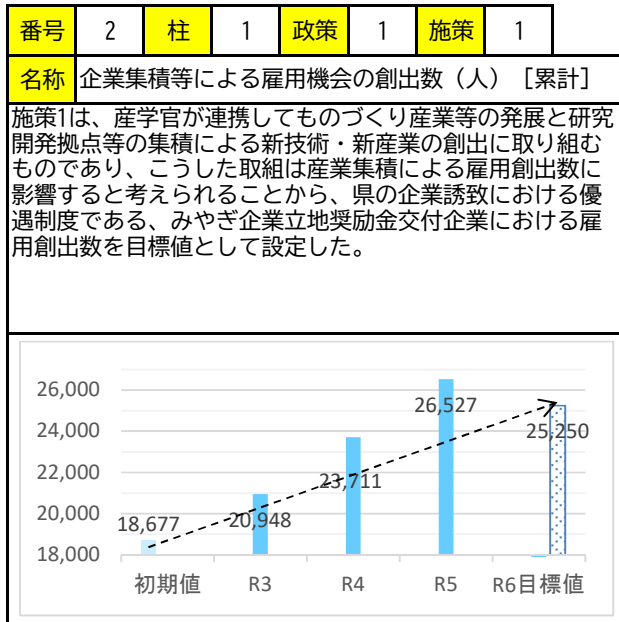 番号 2 柱 1 政策 1 施策 1
名称 企業集積等による雇用機会の創出数（人）［累計］
施策1は、産学官が連携してものづくり産業等の発展と研究
開発拠点等の集積による新技術・新産業の創出に取り組む
ものであり、こうした取組は産業集積による雇用創出数に
影響すると考えられることから、県の企業誘致における優
遇制度である、みやぎ企業立地奨励金交付企業における雇
用創出数を目標値として設定した。
26,000
24,000
22,000
20,000
18,000
18,677
20,948
23,711
26,527
25,250
初期値 R3 R4 R5 R6目標値